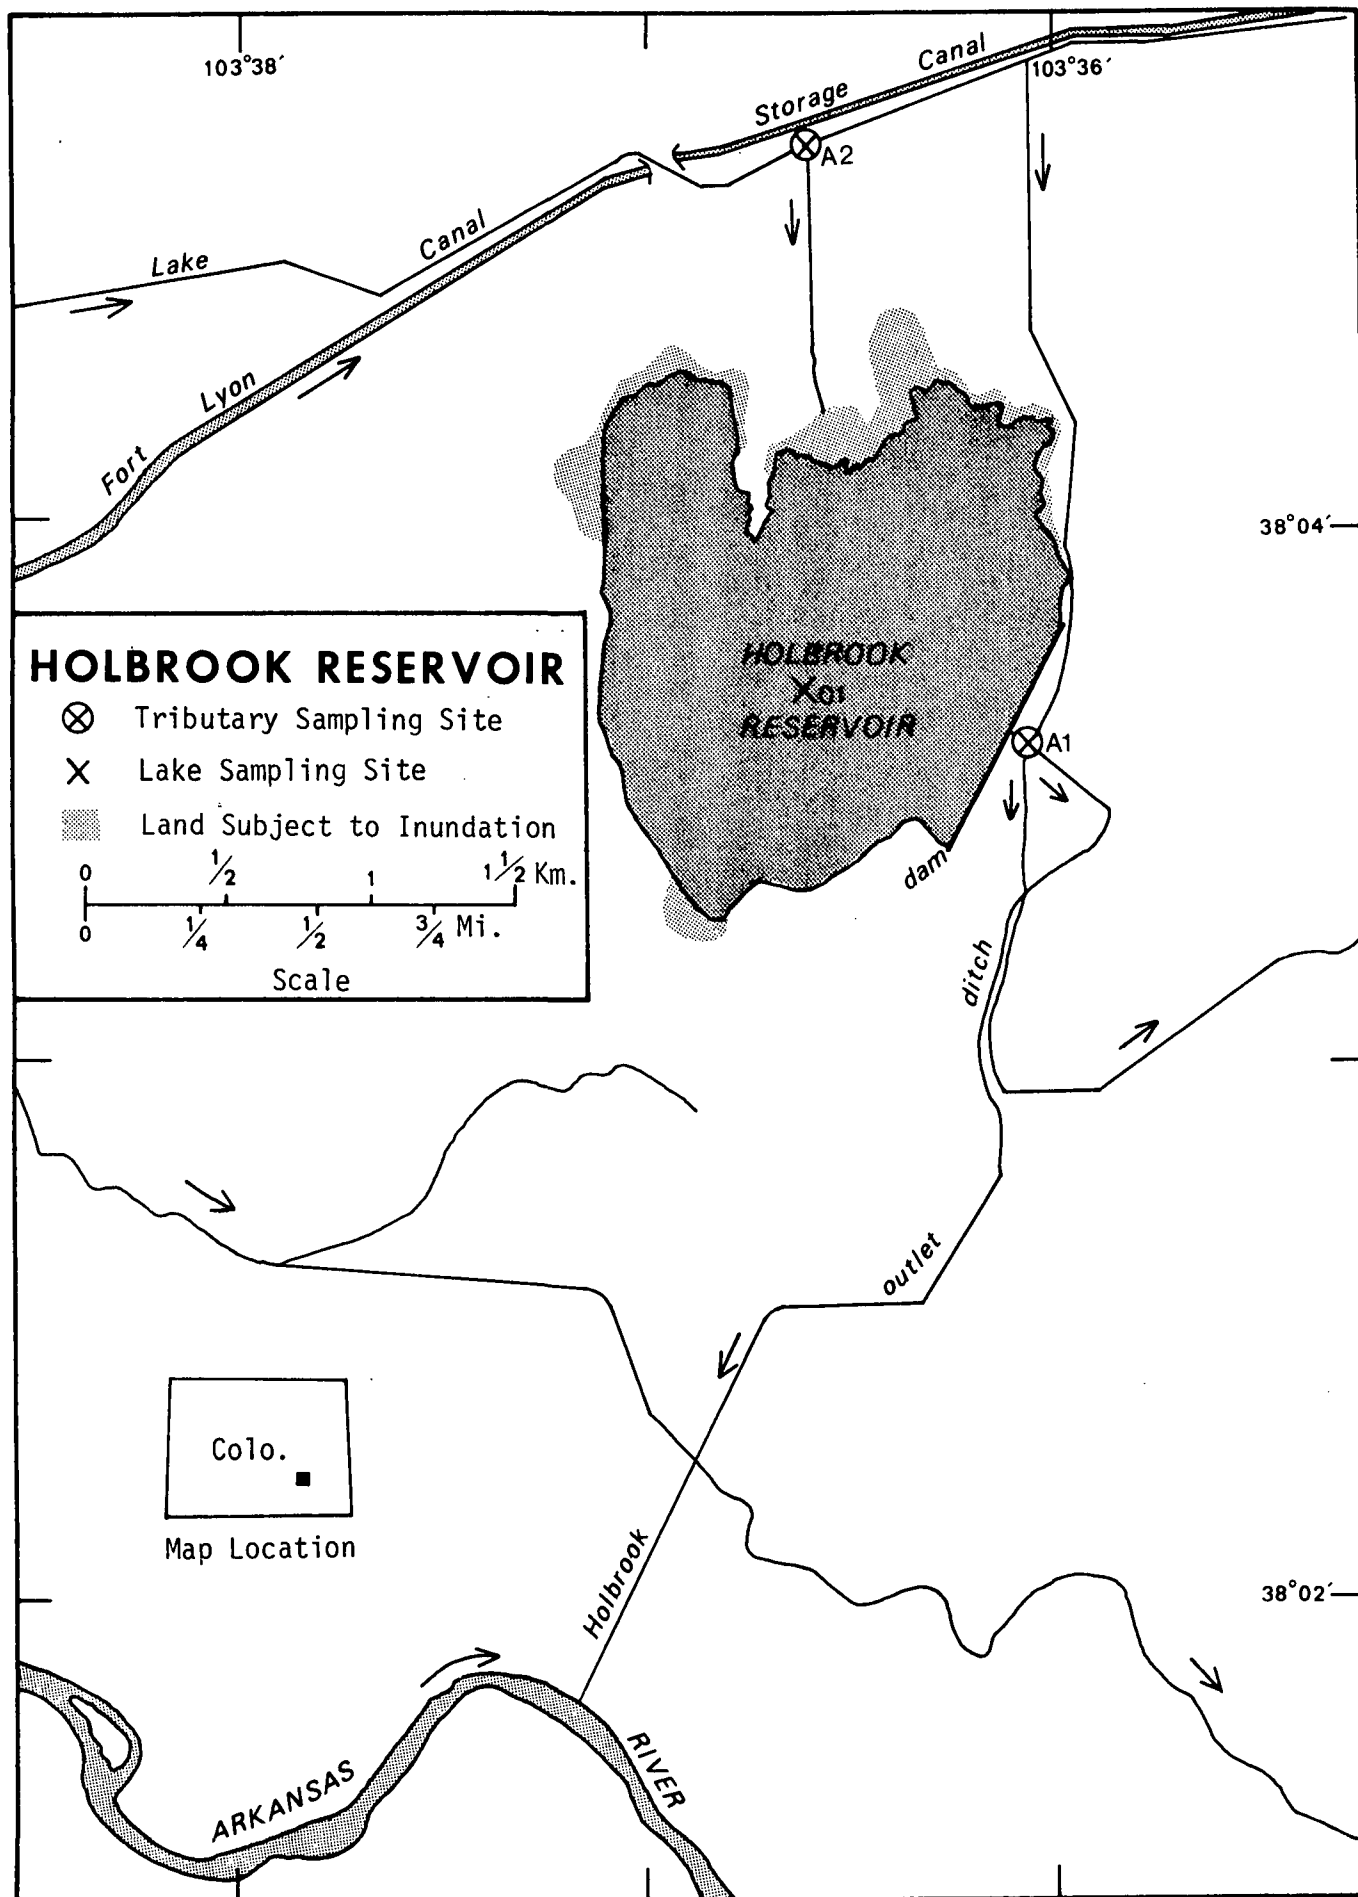 103°38′
103°36′
Storage Canal
A2
Lake Canal
Fort Lyon
38°04′
HOLBROOK RESERVOIR
Tributary Sampling Site
Lake Sampling Site
Land Subject to Inundation
0 1/2 1 1 1/2 Km.
0 1/4 1/2 3/4 Mi.
Scale
HOLBROOK
X01
RESERVOIR
A1
dam
ditch
outlet
Colo.
Map Location
Holbrook
38°02′
ARKANSAS RIVER